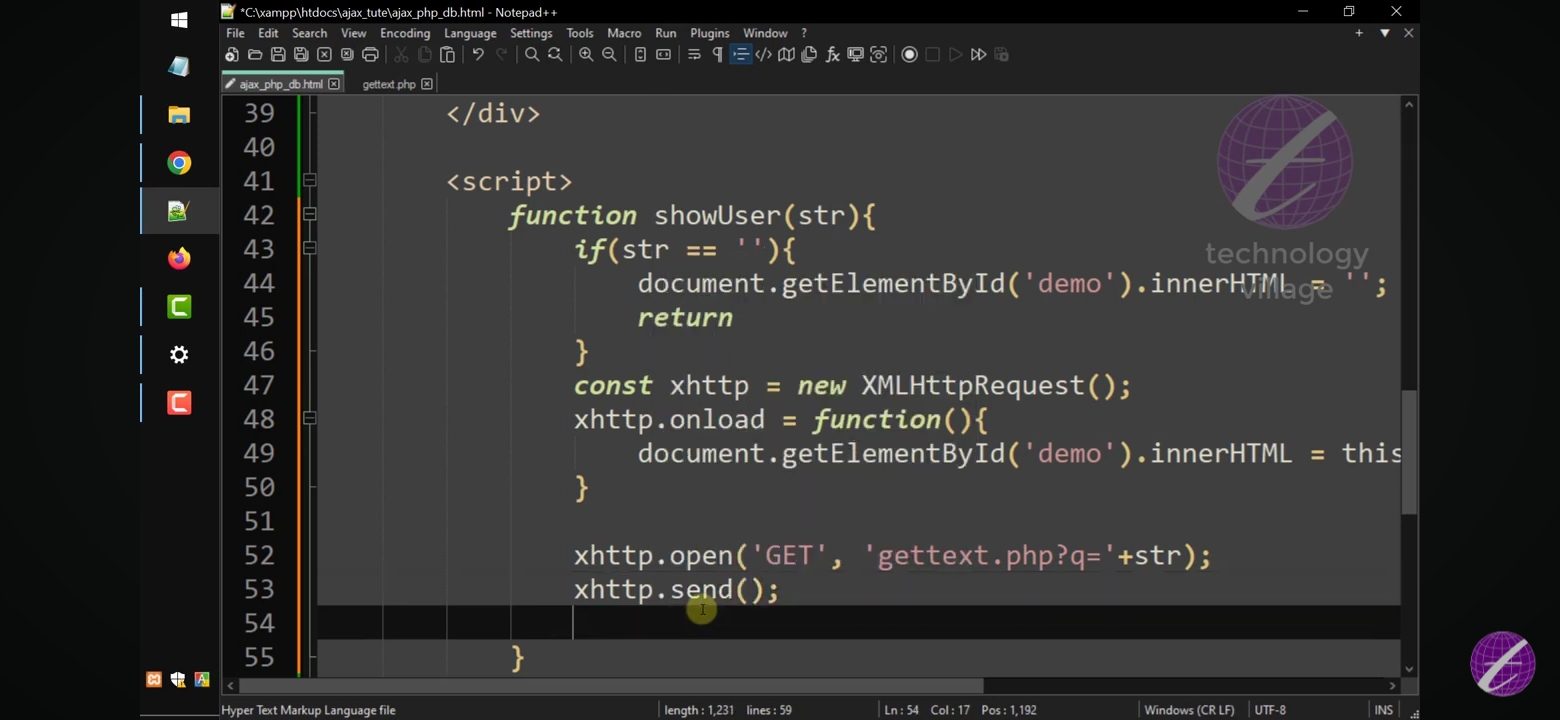 *C:\xampp\htdocs\ajax_tute\ajax_php_db.html - Notepad++
File Edit Search View Encoding Language Settings Tools Macro Run Plugins Window ?
ajax_php_db.html gettext.php
39 </div>
40
41 <script>
42 function showUser(str){
43 if(str == ''){
44 document.getElementById('demo').innerHTML = '';
45 return
46 }
47 const xhttp = new XMLHttpRequest();
48 xhttp.onload = function(){
49 document.getElementById('demo').innerHTML = this
50 }
51
52 xhttp.open('GET', 'gettext.php?q='+str);
53 xhttp.send();
54
55 }
technology
village
Hyper Text Markup Language file length : 1,231 lines : 59 Ln : 54 Col : 17 Pos : 1,192 Windows (CR LF) UTF-8 INS